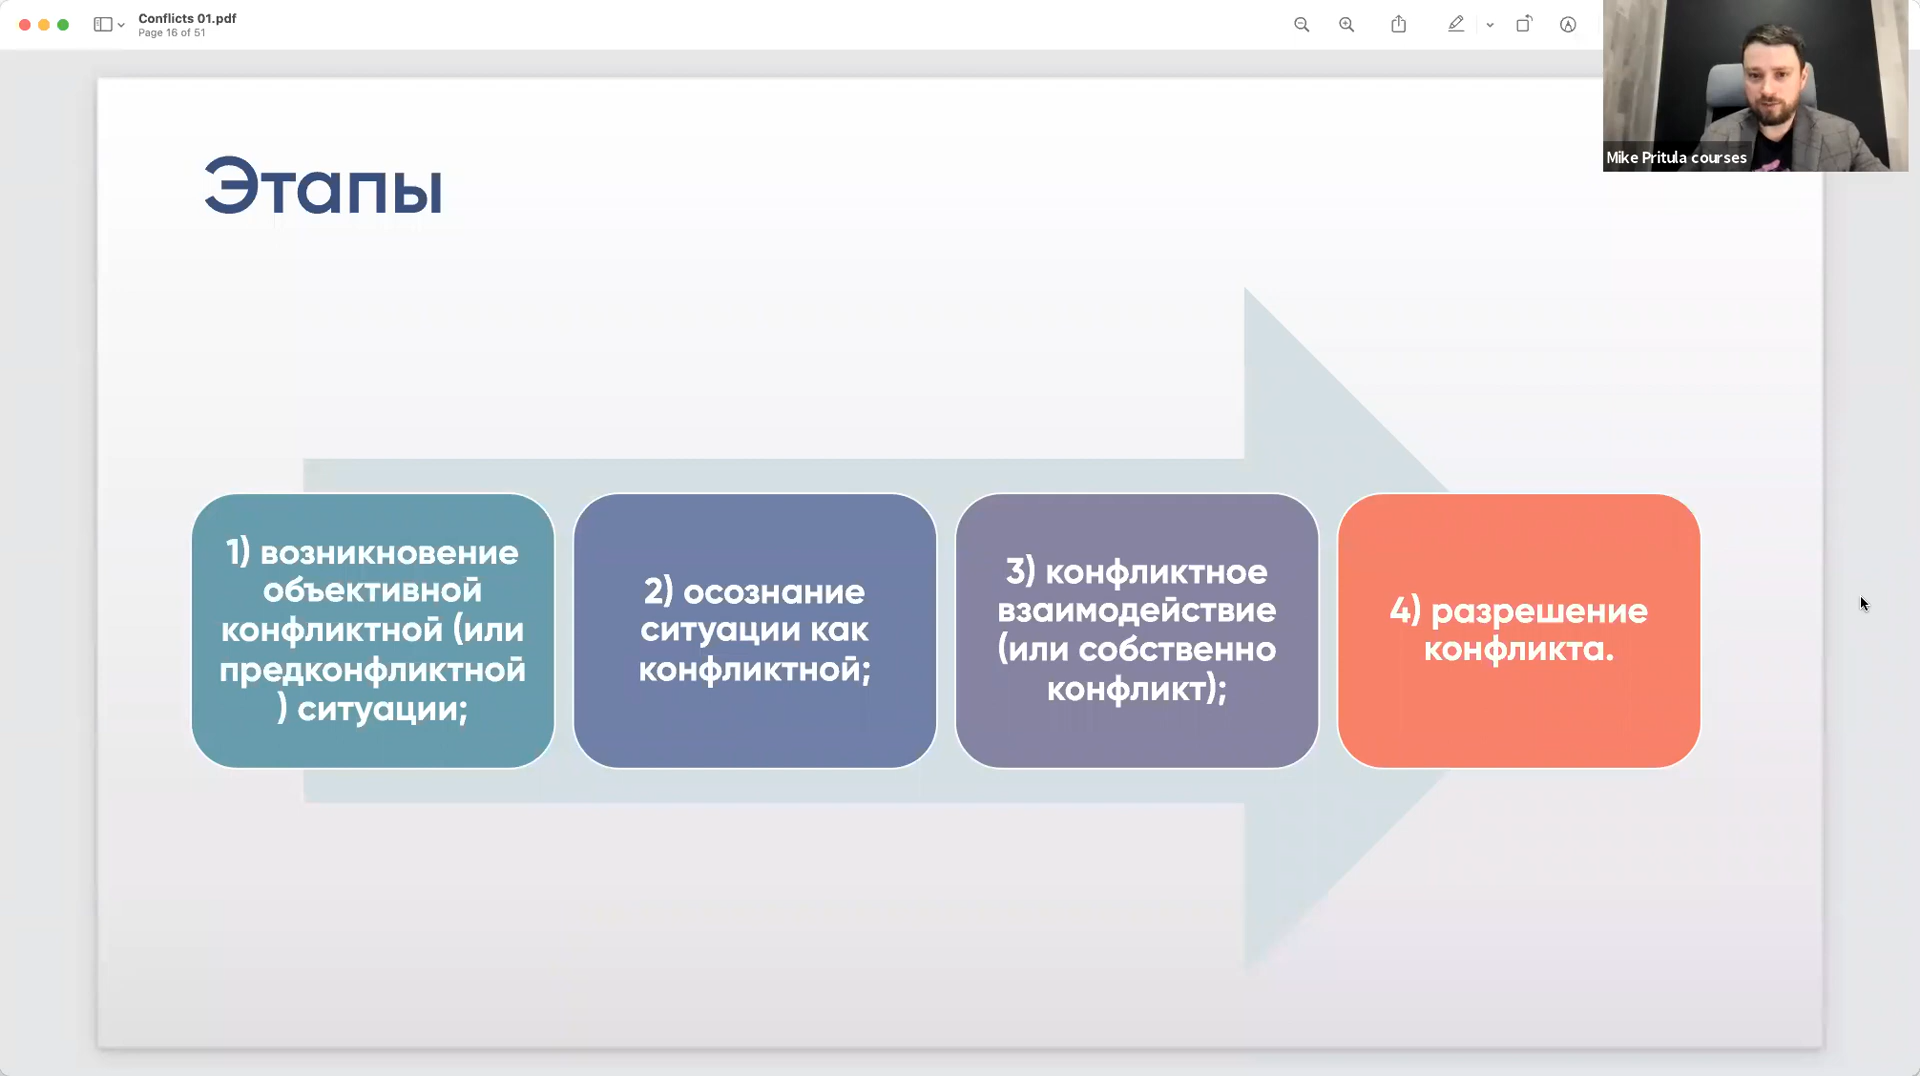 Conflicts 01.pdf
Page 16 of 51
Mike Pritula courses
Этапы
1) возникновение
объективной
конфликтной (или
предконфликтной
) ситуации;
2) осознание
ситуации как
конфликтной;
3) конфликтное
взаимодействие
(или собственно
конфликт);
4) разрешение
конфликта.